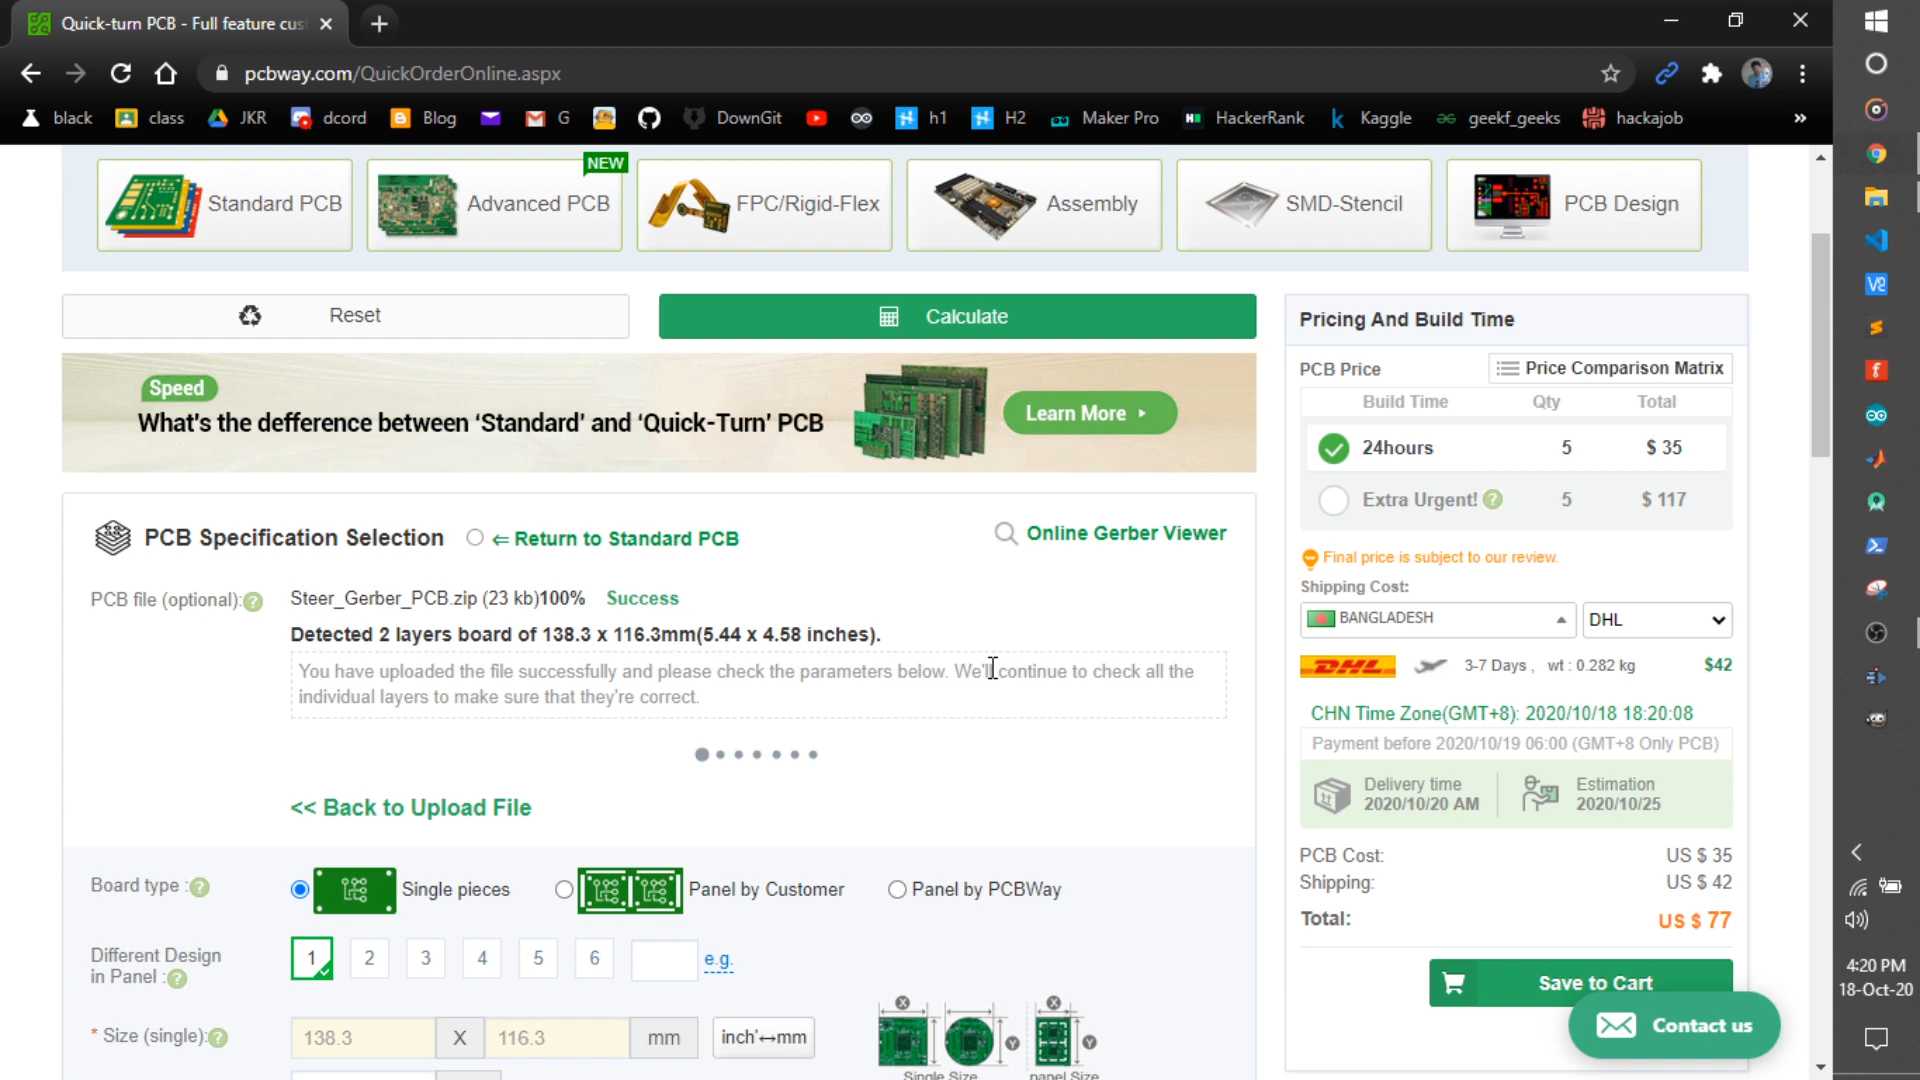 Quick-turn PCB - Full feature cus
pcbway.com/QuickOrderOnline.aspx
black class JKR dcord Blog G DownGit h1 H2 Maker Pro HackerRank Kaggle geekf_geeks hackajob »
NEW
Standard PCB Advanced PCB FPC/Rigid-Flex Assembly SMD-Stencil PCB Design
Reset Calculate
Speed
What's the defference between 'Standard' and 'Quick-Turn' PCB
Learn More
PCB Specification Selection ⇐ Return to Standard PCB Online Gerber Viewer
PCB file (optional): Steer_Gerber_PCB.zip (23 kb)100% Success
Detected 2 layers board of 138.3 x 116.3mm(5.44 x 4.58 inches).
You have uploaded the file successfully and please check the parameters below. We'll continue to check all the
individual layers to make sure that they're correct.
<< Back to Upload File
Board type : Single pieces Panel by Customer Panel by PCBWay
Different Design
in Panel :
1 2 3 4 5 6 e.g.
* Size (single): 138.3 X 116.3 mm inch'↔mm
X X
Y Y
Single Size panel Size
Pricing And Build Time
PCB Price Price Comparison Matrix
Build Time Qty Total
24hours 5 $ 35
Extra Urgent! 5 $ 117
Final price is subject to our review.
Shipping Cost:
BANGLADESH DHL
DHL 3-7 Days , wt : 0.282 kg $42
CHN Time Zone(GMT+8): 2020/10/18 18:20:08
Payment before 2020/10/19 06:00 (GMT+8 Only PCB)
Delivery time
2020/10/20 AM
Estimation
2020/10/25
PCB Cost: US $ 35
Shipping: US $ 42
Total: US $ 77
Save to Cart
Contact us
4:20 PM
18-Oct-20